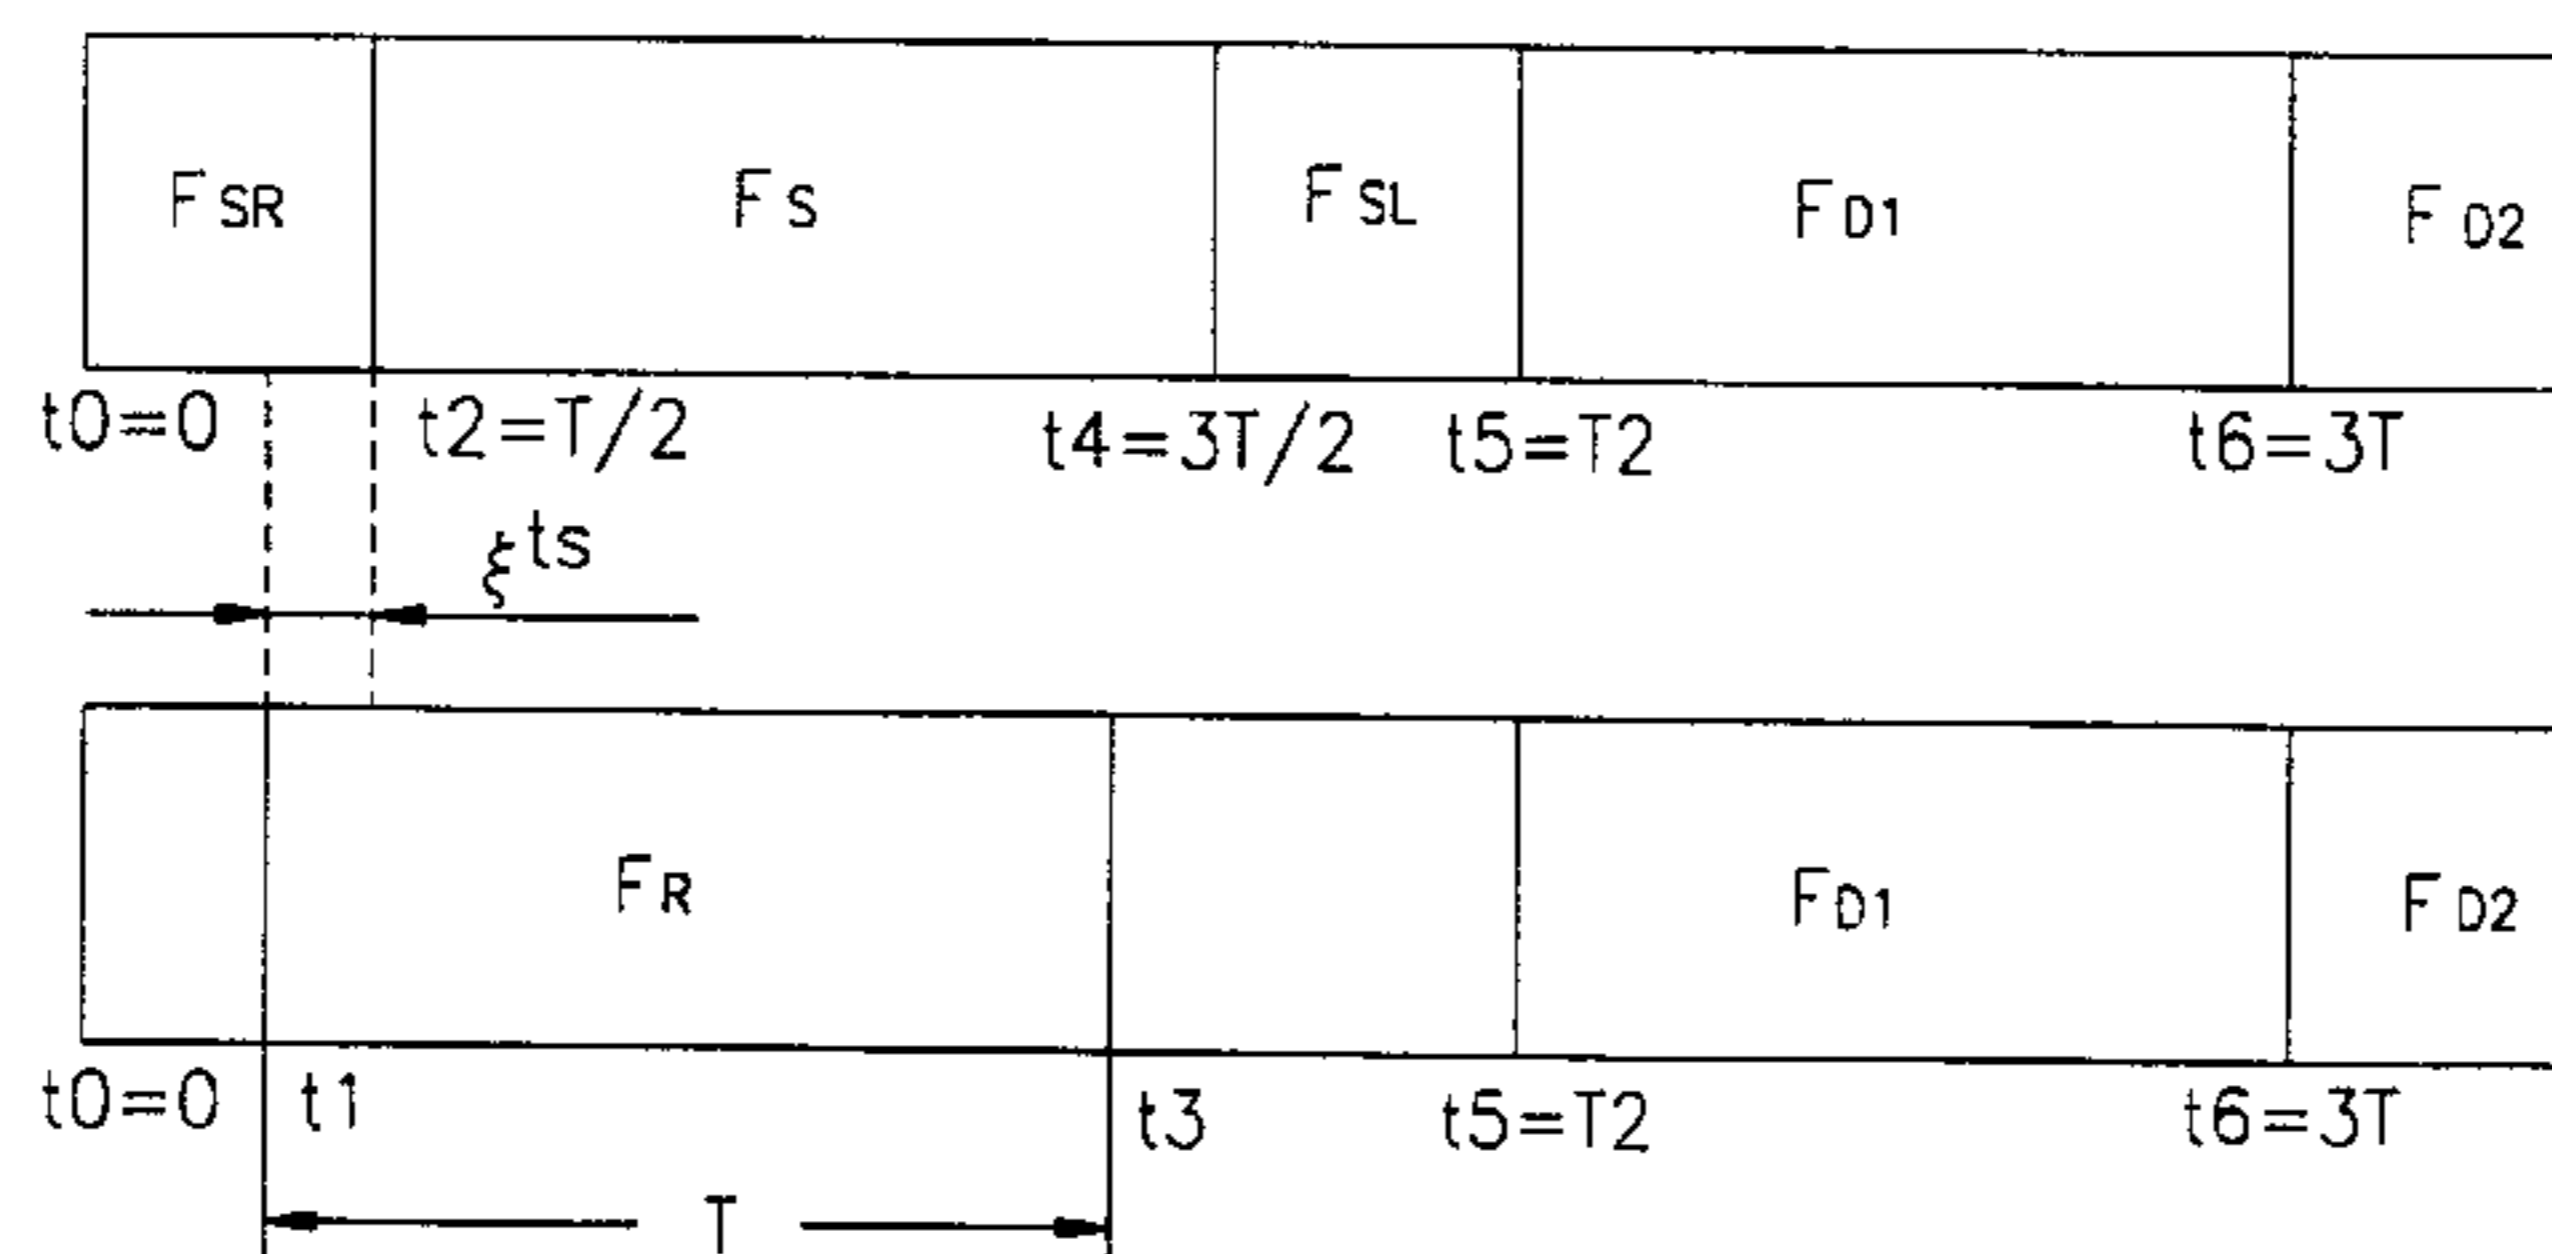 FSR FS FSL FD1 FD2
t0=0 t2=T/2 t4=3T/2 t5=T2 t6=3T
ξts
FR FD1 FD2
t0=0 t1 t3 t5=T2 t6=3T
T